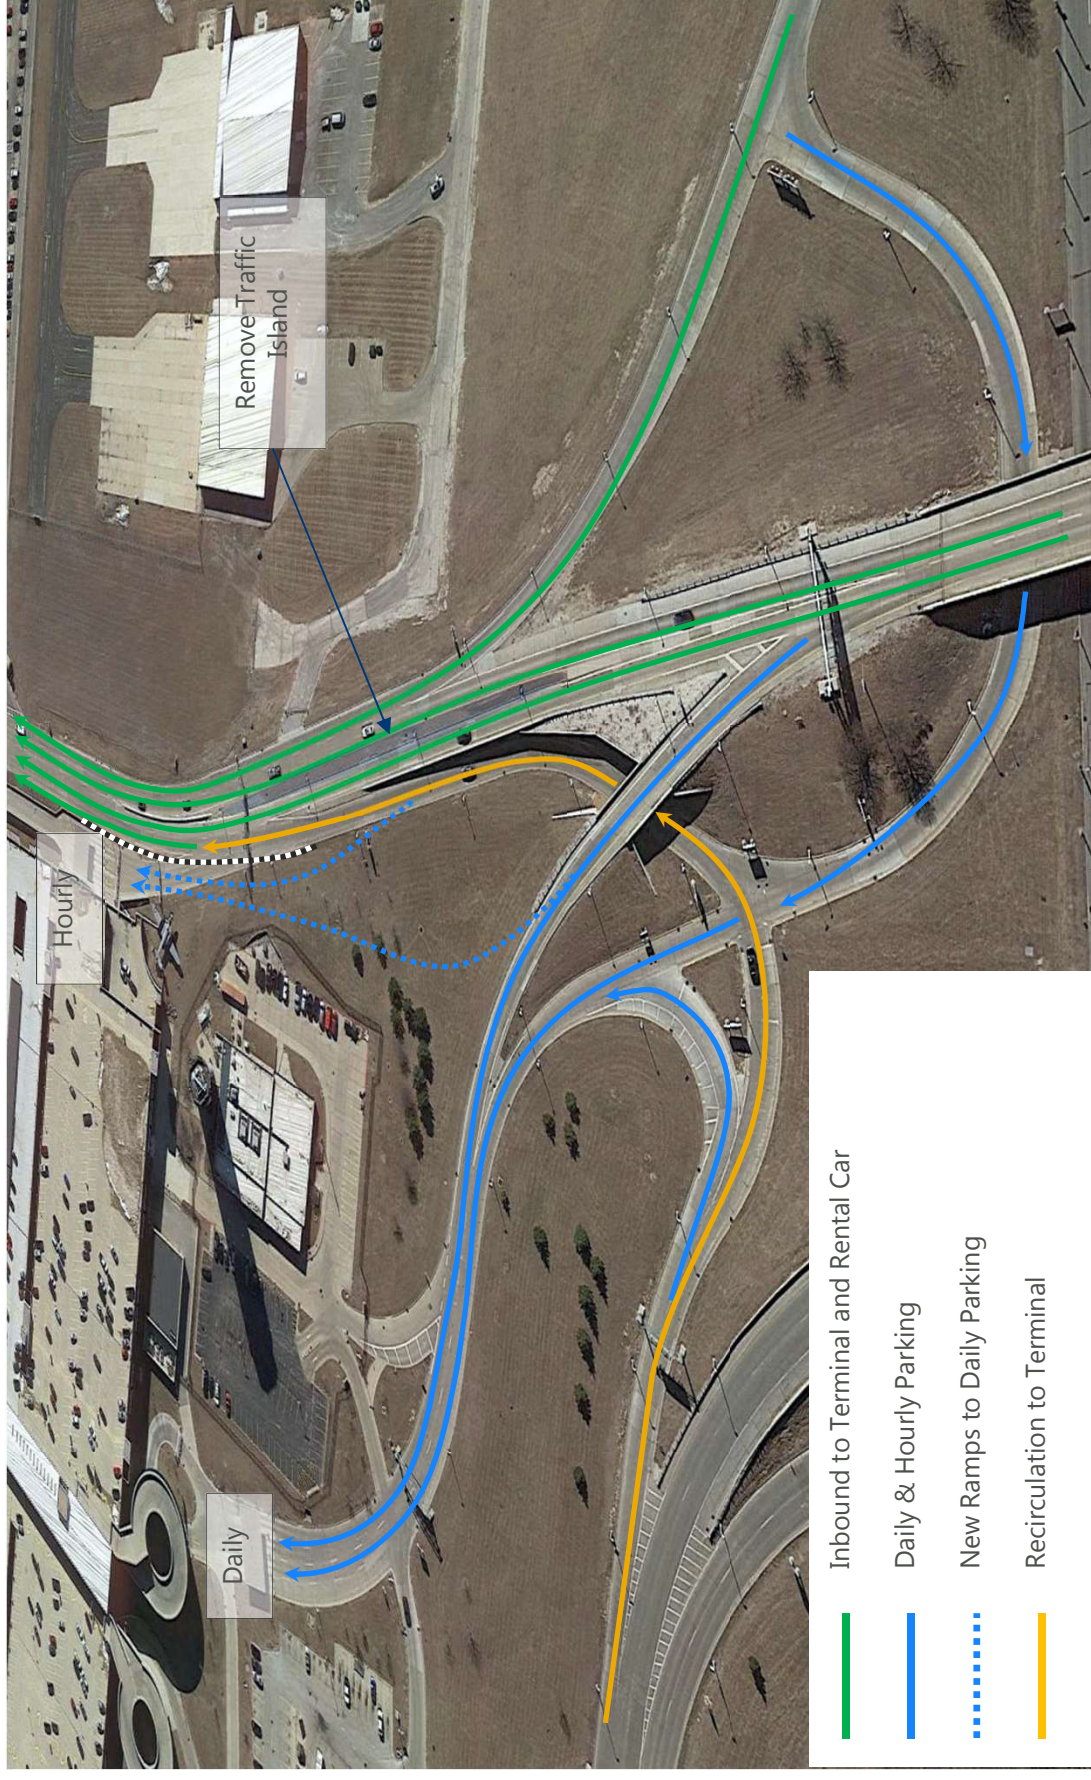 Remove Traffic
Island
Hourly
Daily
Inbound to Terminal and Rental Car
Daily & Hourly Parking
New Ramps to Daily Parking
Recirculation to Terminal